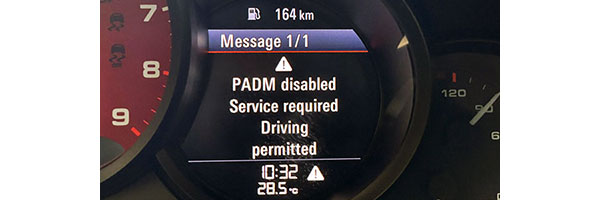 164 km
Message 1/1
PADM disabled
Service required
Driving
permitted
10:32
28.5 °C
7
8
9
120
90